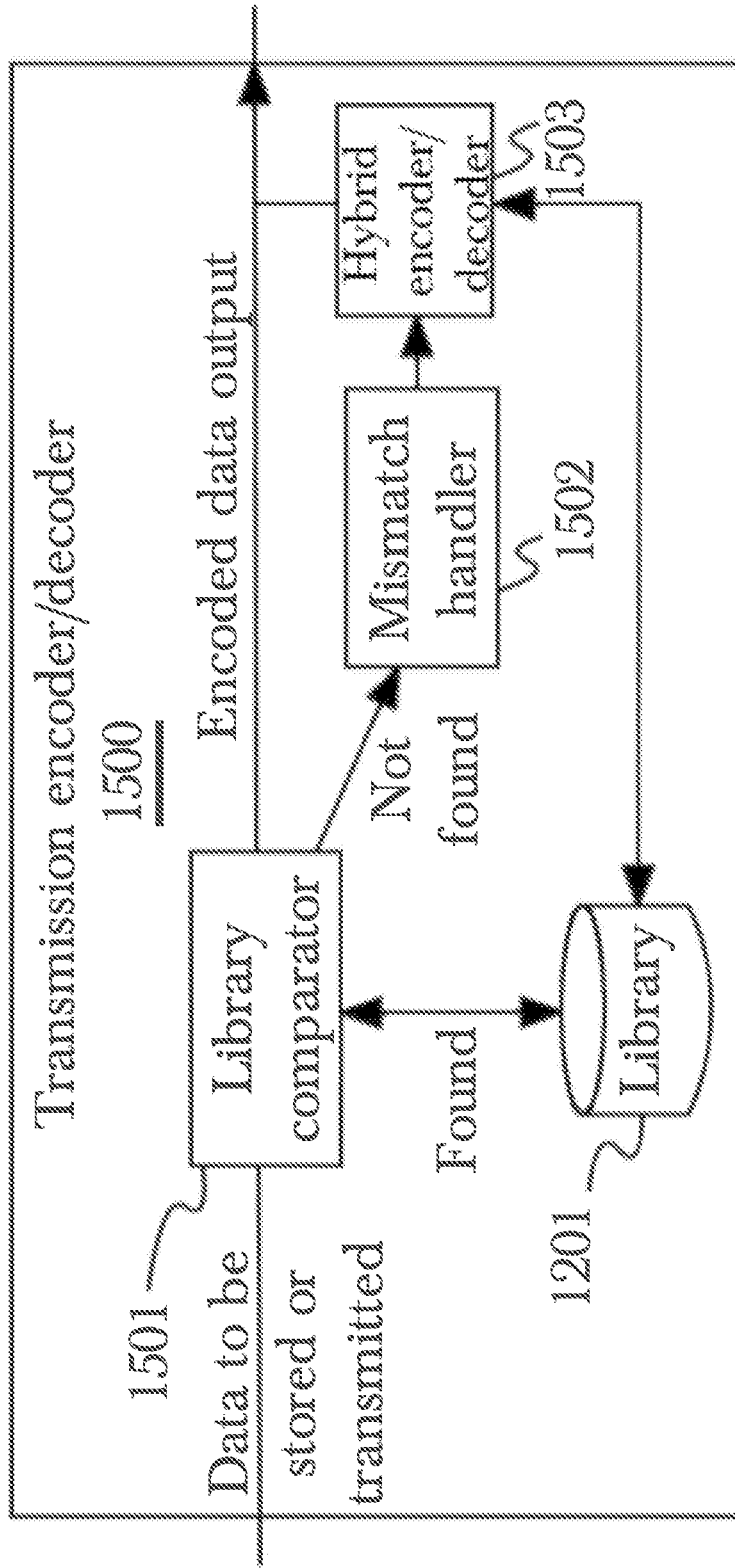 Transmission encoder/decoder
1500
Encoded data output
1501
Data to be
stored or
transmitted
Library
comparator
Not
found
Mismatch
handler
1502
Hybrid
encoder/
decoder
1503
Found
Library
1201